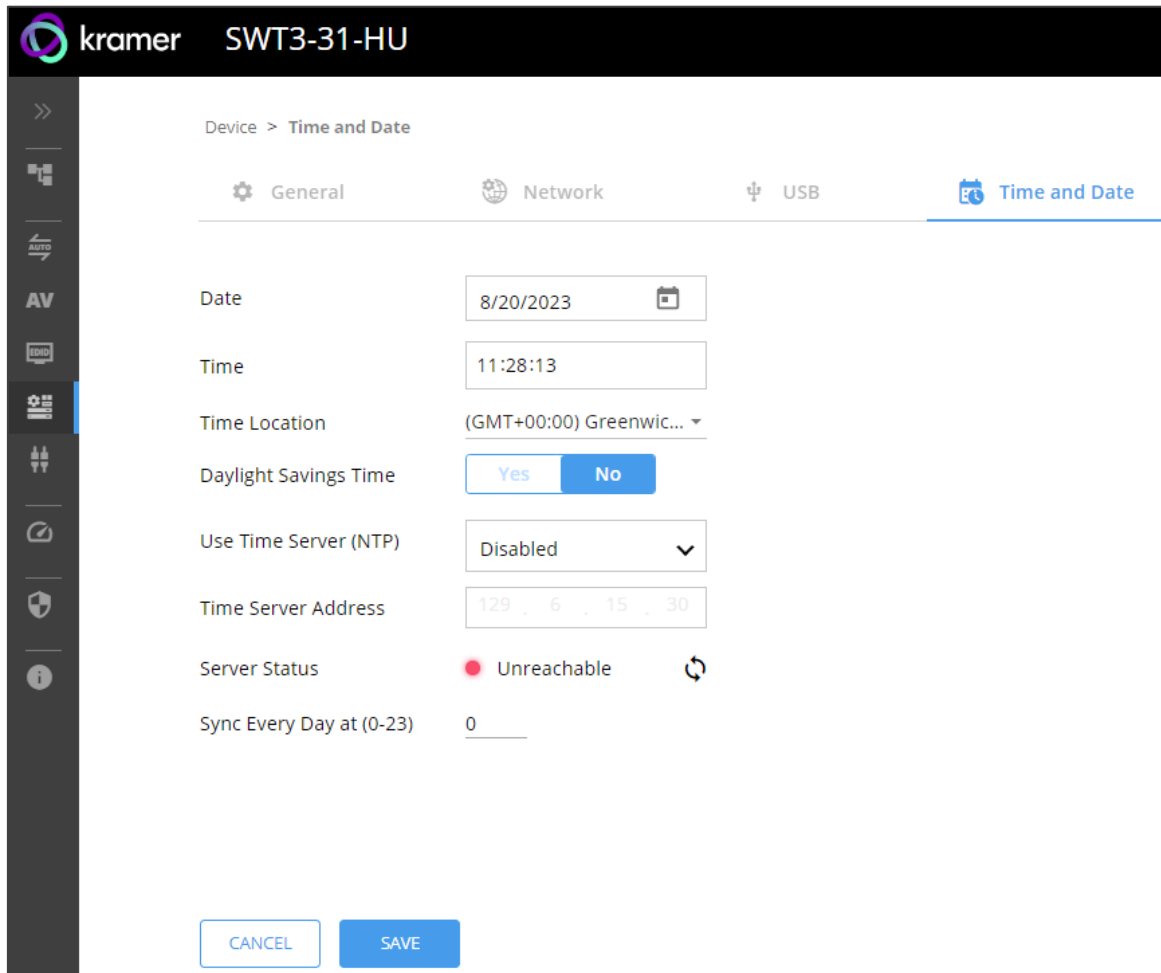 kramer SWT3-31-HU
Device > Time and Date
General Network USB Time and Date
Date 8/20/2023
Time 11:28:13
AUTO
AV
EDID
Time Location (GMT+00:00) Greenwic...
Daylight Savings Time Yes No
Use Time Server (NTP) Disabled
Time Server Address 129 . 6 . 15 . 30
Server Status Unreachable
Sync Every Day at (0-23) 0
CANCEL SAVE